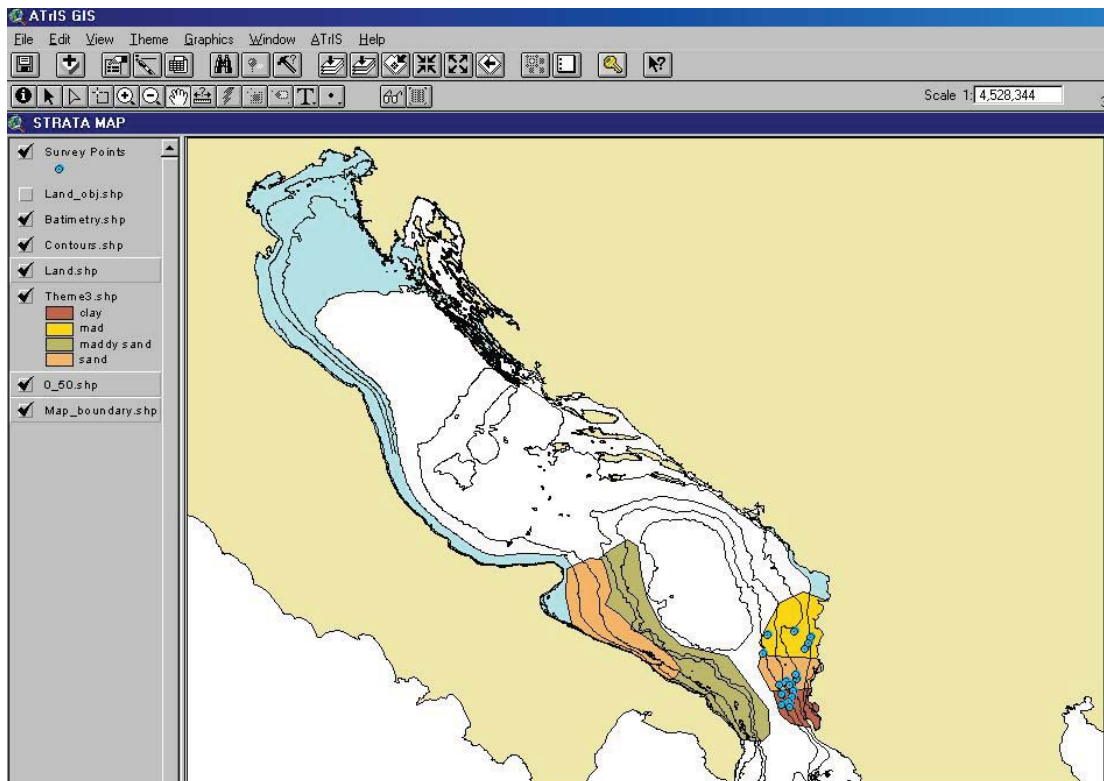 ATrIS GIS
File Edit View Theme Graphics Window ATrIS Help
Scale 1: 4,528,344
STRATA MAP
Survey Points
Land_obj.shp
Batimetry.shp
Contours.shp
Land.shp
Theme3.shp
clay
mad
maddy sand
sand
0_50.shp
Map_boundary.shp